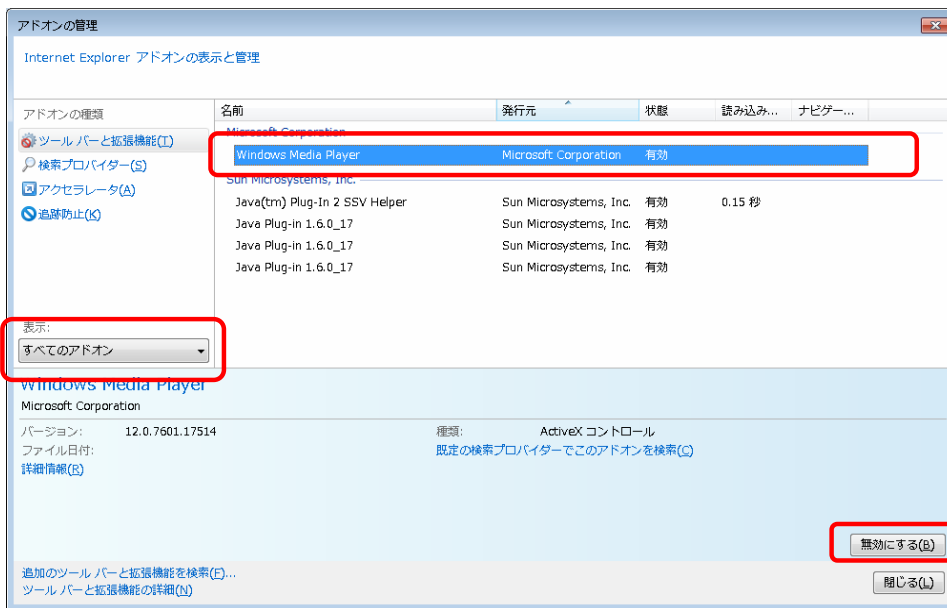 アドオンの管理
Internet Explorer アドオンの表示と管理
アドオンの種類
ツール バーと拡張機能(T)
検索プロバイダー(S)
アクセラレータ(A)
追跡防止(K)
表示:
すべてのアドオン
名前 発行元 状態 読み込み... ナビゲー...
Microsoft Corporation
Windows Media Player Microsoft Corporation 有効
Sun Microsystems, Inc.
Java(tm) Plug-In 2 SSV Helper Sun Microsystems, Inc. 有効 0.15 秒
Java Plug-in 1.6.0_17 Sun Microsystems, Inc. 有効
Java Plug-in 1.6.0_17 Sun Microsystems, Inc. 有効
Java Plug-in 1.6.0_17 Sun Microsystems, Inc. 有効
Windows Media Player
Microsoft Corporation
バージョン: 12.0.7601.17514 種類: ActiveX コントロール
ファイル日付: 既定の検索プロバイダーでこのアドオンを検索(C)
詳細情報(R)
無効にする(B)
追加のツール バーと拡張機能を検索(F)...
ツール バーと拡張機能の詳細(N)
閉じる(L)